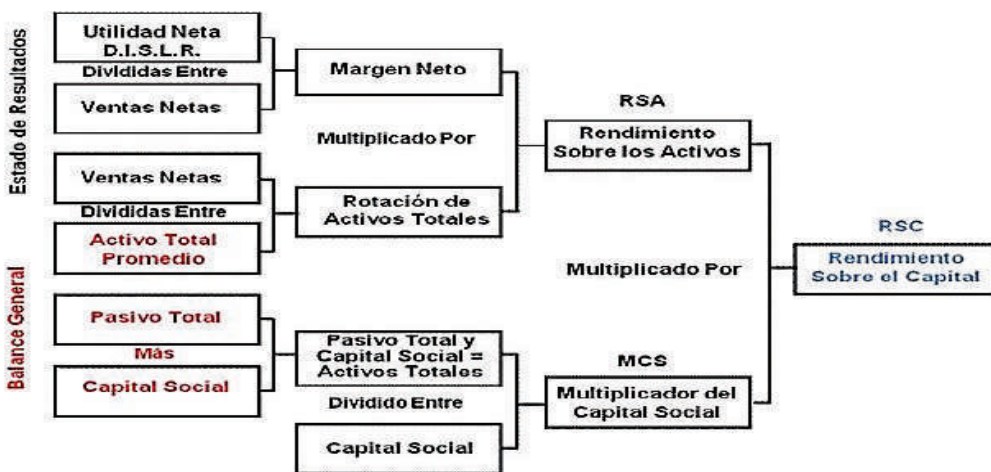 Estado de Resultados
Utilidad Neta
D.I.S.L.R.
Divididas Entre
Ventas Netas
Margen Neto
Multiplicado Por
Ventas Netas
Divididas Entre
Activo Total
Promedio
Rotación de
Activos Totales
RSA
Rendimiento
Sobre los Activos
Balance General
Pasivo Total
Más
Capital Social
Pasivo Total y
Capital Social =
Activos Totales
Dividido Entre
Capital Social
Multiplicado Por
MCS
Multiplicador del
Capital Social
RSC
Rendimiento
Sobre el Capital